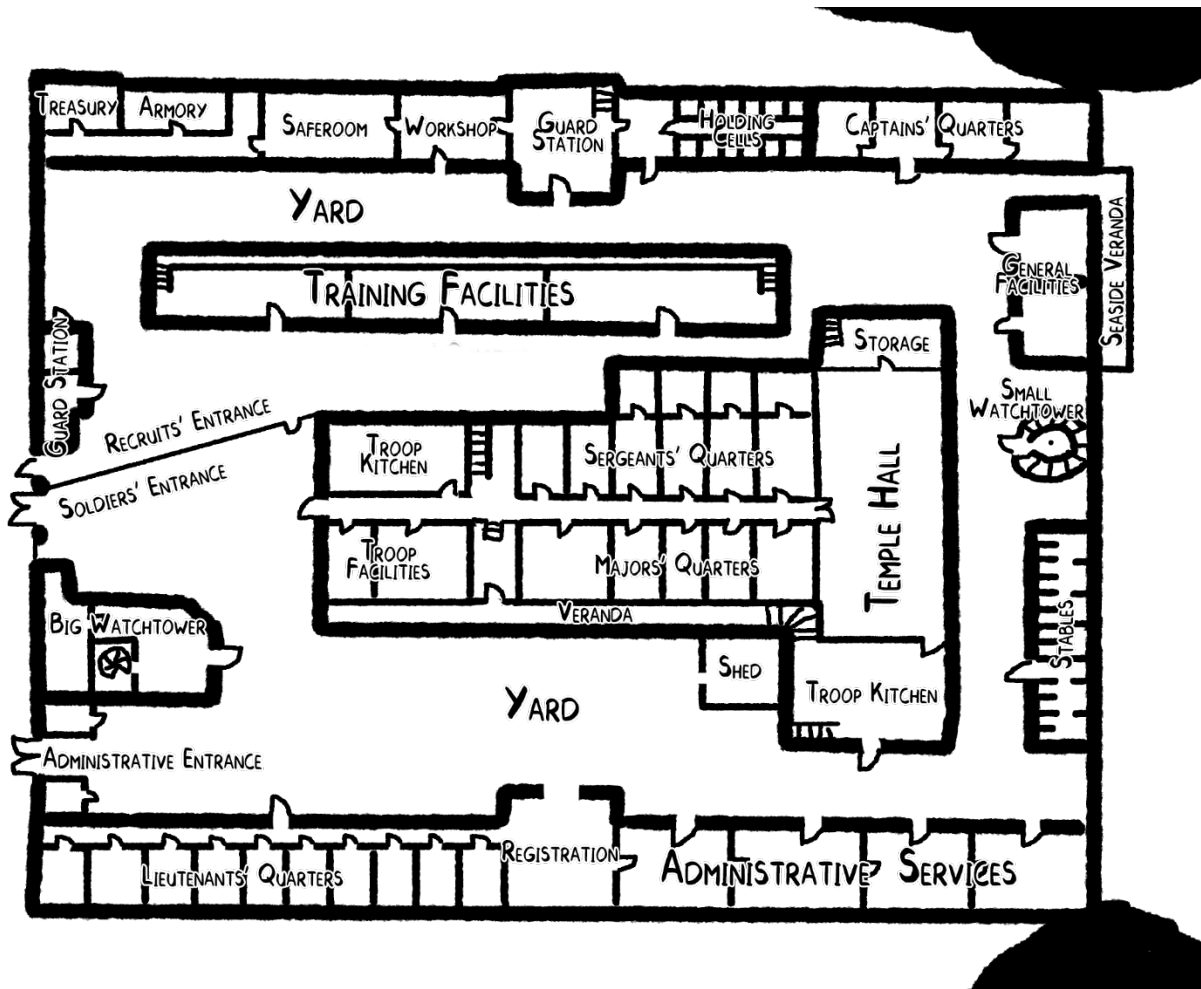 Treasury
Armory
Saferoom
Workshop
Guard
Station
Holding
Cells
Captains' Quarters
Yard
Seaside Veranda
General
Facilities
Training Facilities
Guard Station
Storage
Small
Watchtower
Recruits' Entrance
Soldiers' Entrance
Troop
Kitchen
Sergeants' Quarters
Temple Hall
Troop
Facilities
Majors' Quarters
Veranda
Big Watchtower
Stables
Shed
Troop Kitchen
Yard
Administrative Entrance
Registration
Lieutenants' Quarters
Administrative Services